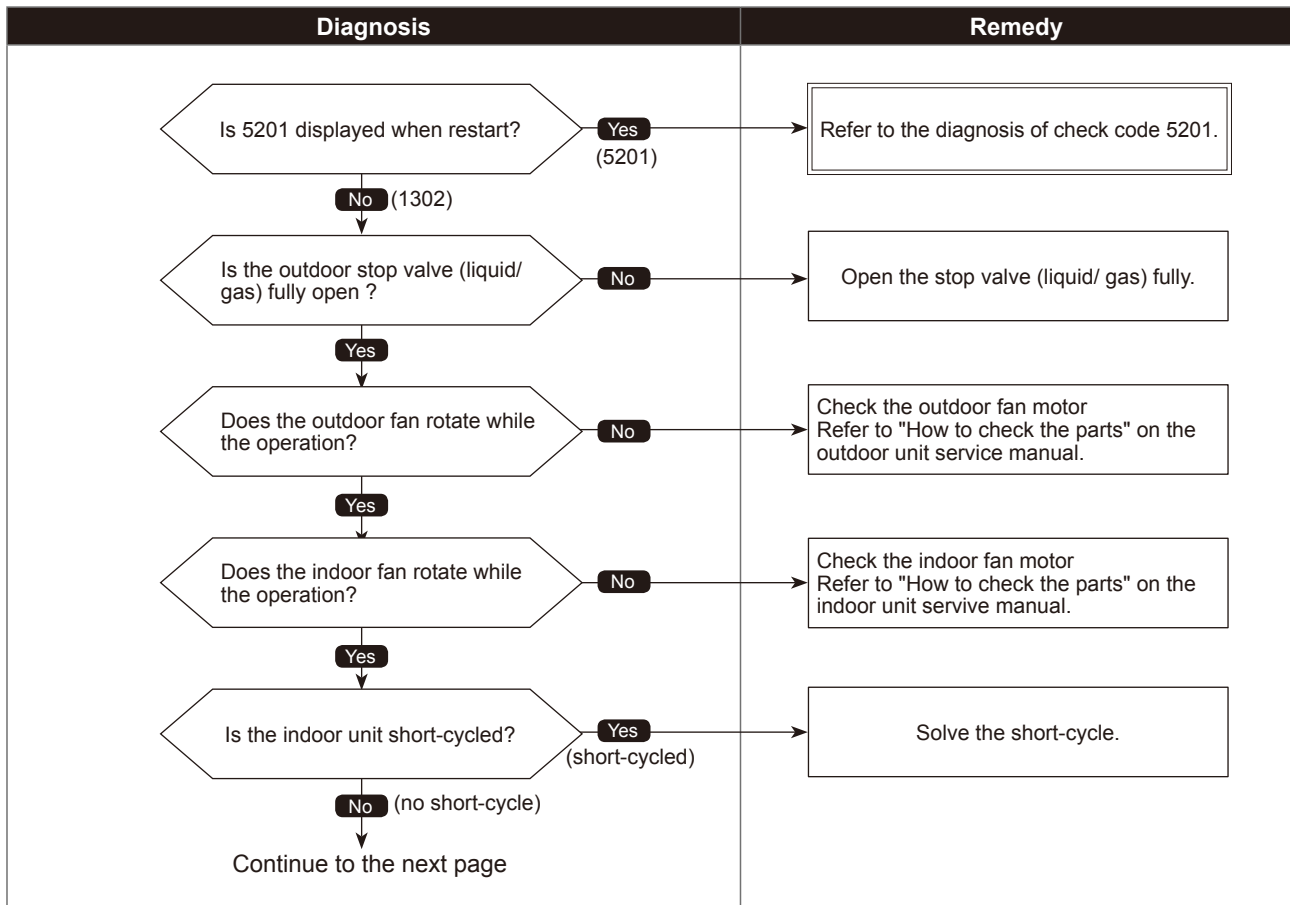 Diagnosis
Remedy
Is 5201 displayed when restart?
Yes
(5201)
Refer to the diagnosis of check code 5201.
No (1302)
Is the outdoor stop valve (liquid/
gas) fully open ?
No
Open the stop valve (liquid/ gas) fully.
Yes
Does the outdoor fan rotate while
the operation?
No
Check the outdoor fan motor
Refer to "How to check the parts" on the
outdoor unit service manual.
Yes
Does the indoor fan rotate while
the operation?
No
Check the indoor fan motor
Refer to "How to check the parts" on the
indoor unit servive manual.
Yes
Is the indoor unit short-cycled?
Yes
(short-cycled)
Solve the short-cycle.
No (no short-cycle)
Continue to the next page